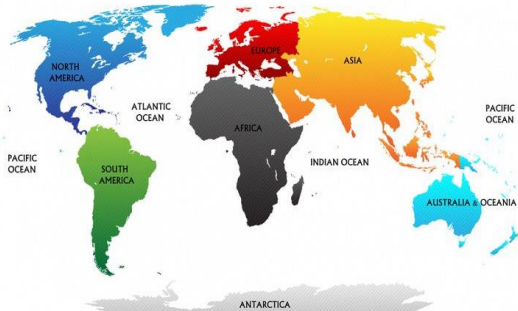 EUROPE
ASIA
NORTH
AMERICA
ATLANTIC
OCEAN
PACIFIC
OCEAN
AFRICA
PACIFIC
OCEAN
INDIAN OCEAN
SOUTH
AMERICA
AUSTRALIA & OCEANIA
ANTARCTICA